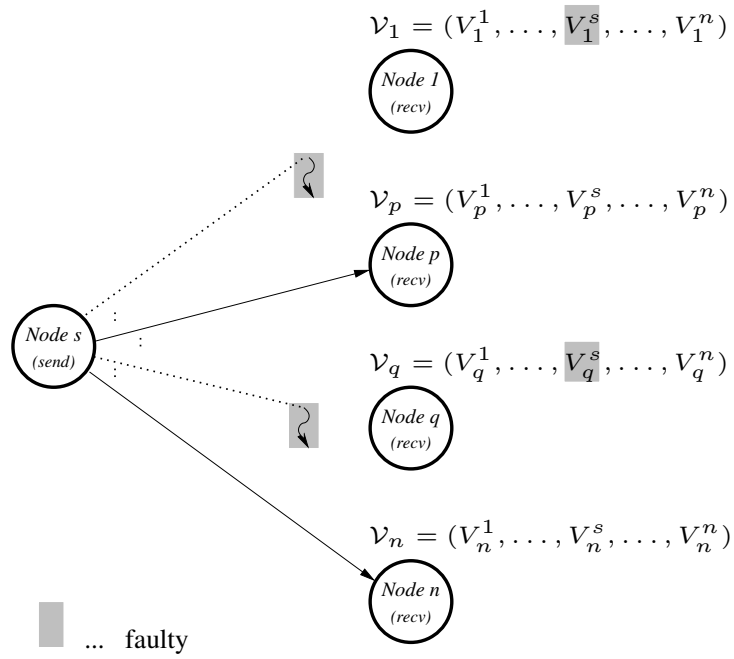 𝒱₁ = (V₁¹, . . . , V₁ˢ, . . . , V₁ⁿ)
Node 1
(recv)
𝒱ₚ = (Vₚ¹, . . . , Vₚˢ, . . . , Vₚⁿ)
Node p
(recv)
Node s
(send)
𝒱_q = (V_q¹, . . . , V_qˢ, . . . , V_qⁿ)
Node q
(recv)
𝒱ₙ = (Vₙ¹, . . . , Vₙˢ, . . . , Vₙⁿ)
Node n
(recv)
... faulty